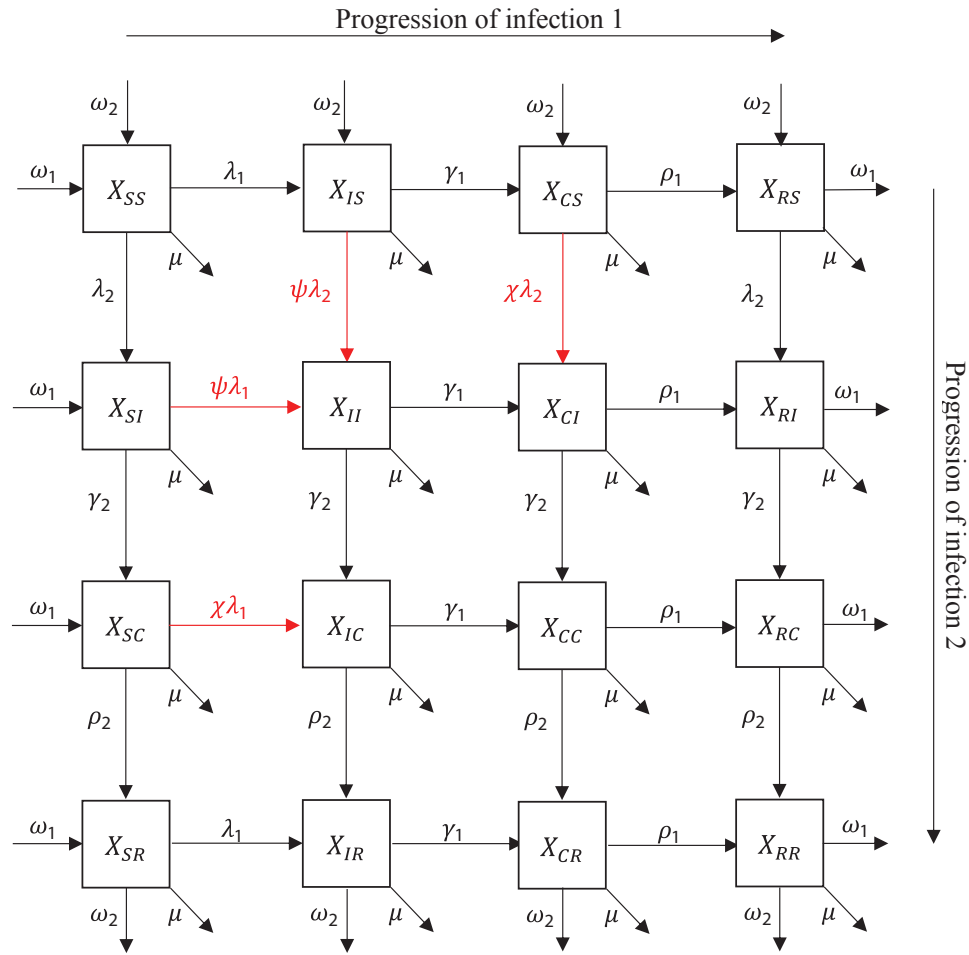 Progression of infection 1
ω₂ ω₂ ω₂ ω₂
ω₁ X_SS λ₁ X_IS γ₁ X_CS ρ₁ X_RS ω₁
μ μ μ μ
λ₂ ψλ₂ χλ₂ λ₂
ω₁ X_SI ψλ₁ X_II γ₁ X_CI ρ₁ X_RI ω₁
μ μ μ μ
γ₂ γ₂ γ₂ γ₂
ω₁ X_SC χλ₁ X_IC γ₁ X_CC ρ₁ X_RC ω₁
μ μ μ μ
ρ₂ ρ₂ ρ₂ ρ₂
ω₁ X_SR λ₁ X_IR γ₁ X_CR ρ₁ X_RR ω₁
ω₂ μ ω₂ μ ω₂ μ ω₂ μ
Progression of infection 2